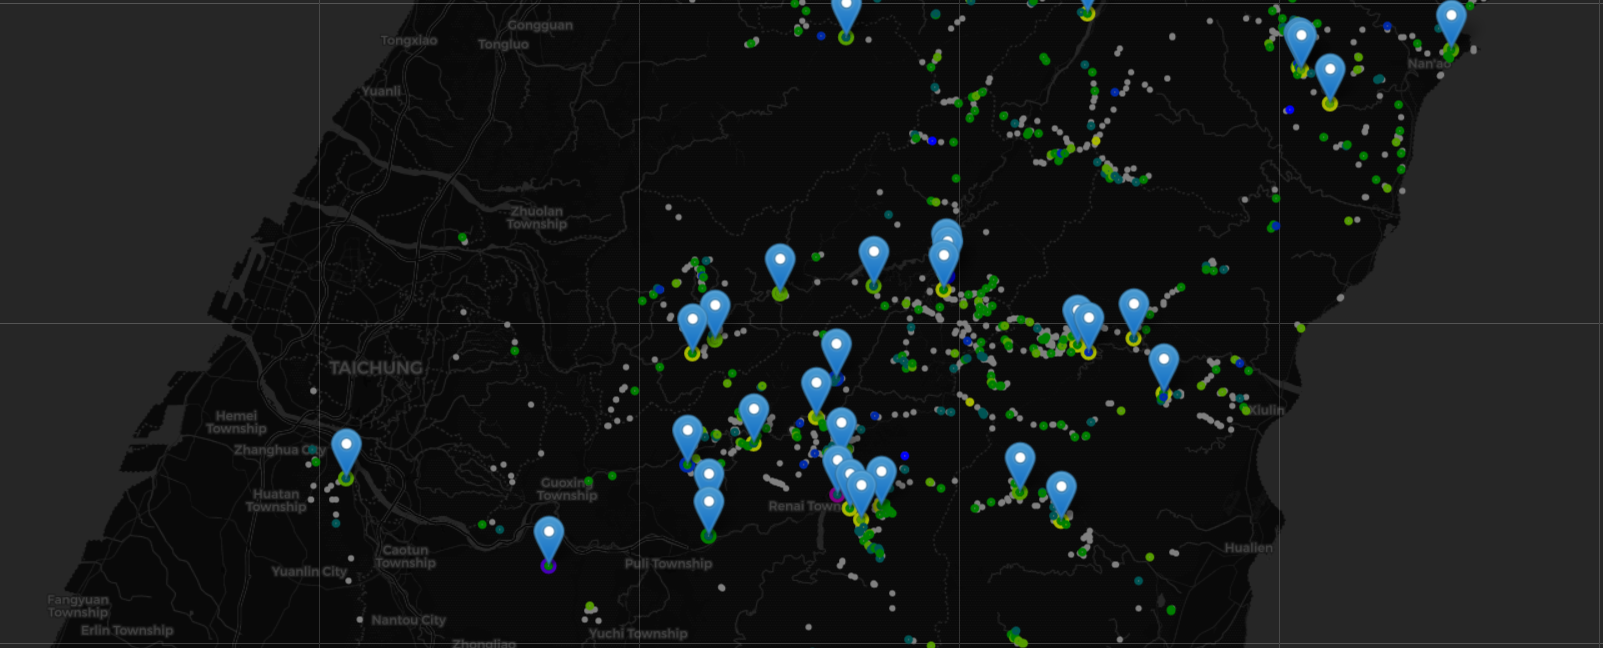 Gongguan
Tongxiao
Tongluo
Nan'ao
Yuanli
Zhuolan
Township
TAICHUNG
Hemei
Township
Xiulin
Zhanghua City
Guoxing
Township
Huatan
Township
Renai Town
Caotun
Township
Hualien
Puli Township
Yuanlin City
Fangyuan
Township
Nantou City
Erlin Township
Yuchi Township
Zhongliao